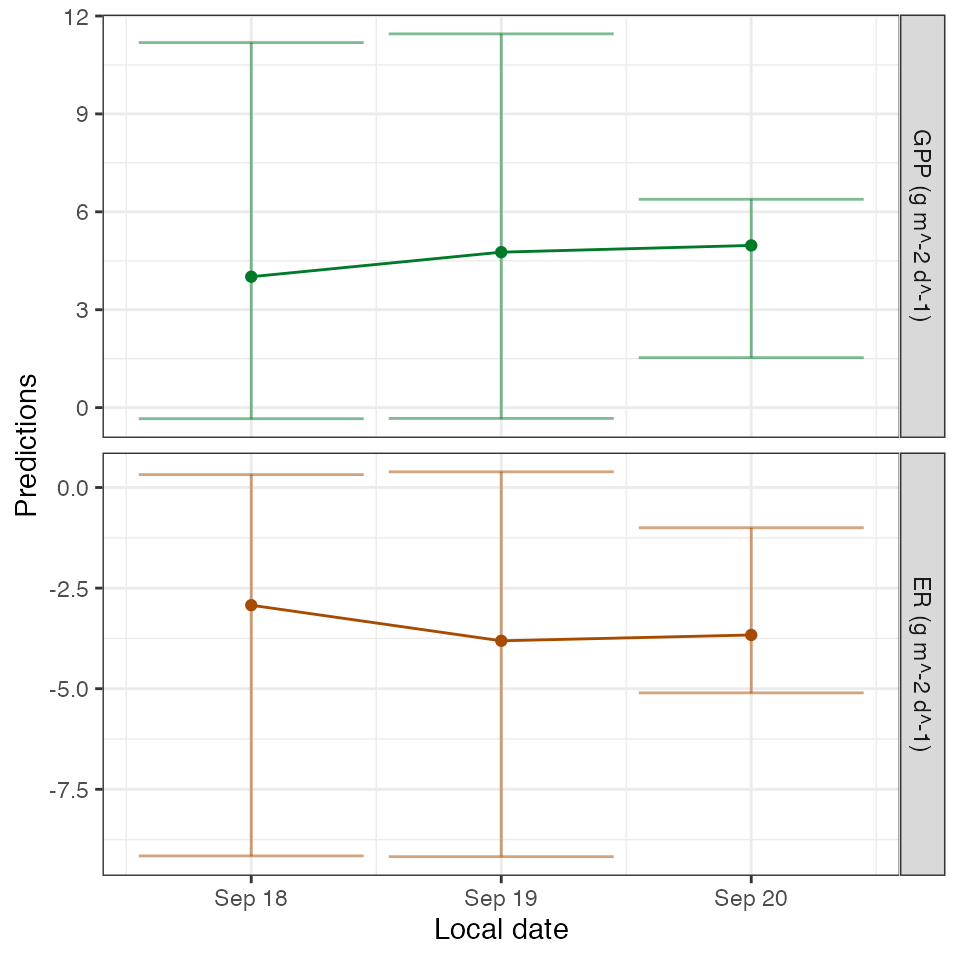 12
9
6
3
0
GPP (g m^-2 d^-1)
Predictions
0.0
-2.5
-5.0
-7.5
ER (g m^-2 d^-1)
Sep 18
Sep 19
Sep 20
Local date